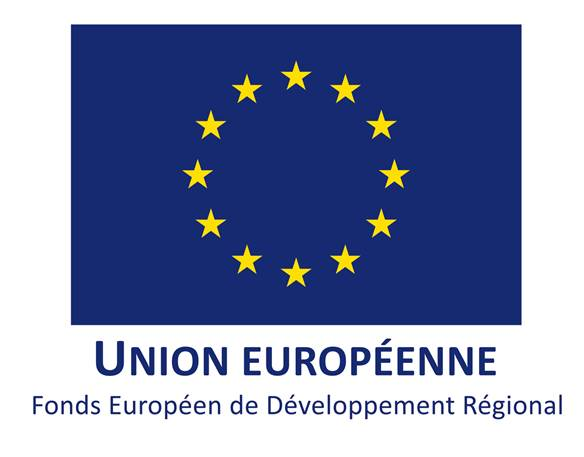 UNION EUROPÉENNE
Fonds Européen de Développement Régional